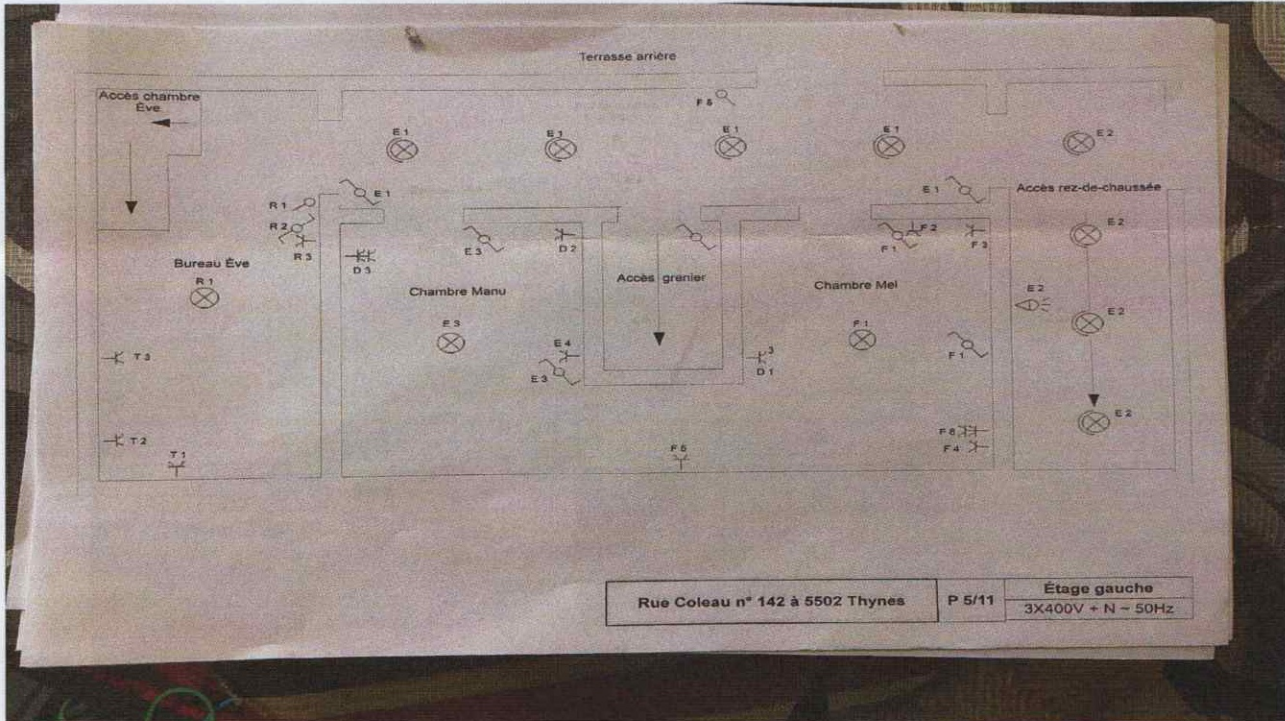 Terrasse arrière
Accès chambre
Ève
F 5
E 1
E 1
E 1
E 1
E 2
E 1
E 1
Accès rez-de-chaussée
R 1
R 2
R 3
D 3
E 3
D 2
F 1
F 2
F 3
E 2
Bureau Ève
R 1
Chambre Manu
Accès grenier
Chambre Mel
E 2
E 3
E 4
E 3
F 1
F 1
E 2
T 3
3
D 1
T 2
T 1
F 5
F 6
F 4
E 2
Rue Coleau n° 142 à 5502 Thynes
P 5/11
Étage gauche
3X400V + N ~ 50Hz